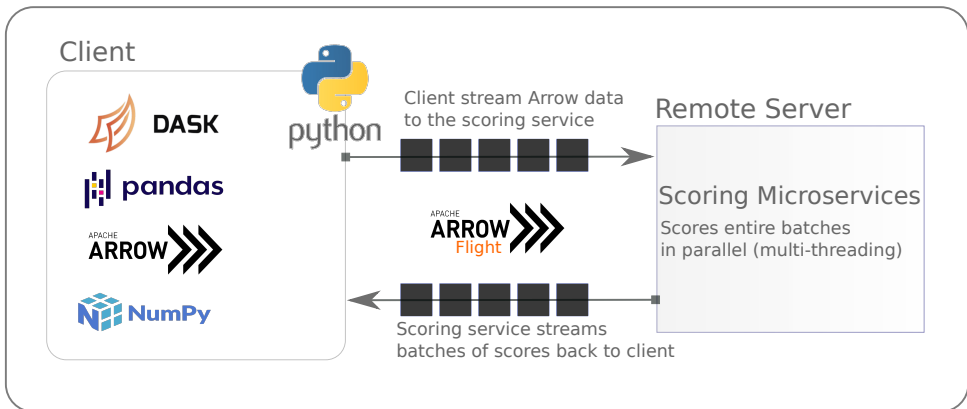 Client
python
DASK
pandas
APACHE
ARROW
NumPy
Client stream Arrow data
to the scoring service
APACHE
ARROW
Flight
Scoring service streams
batches of scores back to client
Remote Server
Scoring Microservices
Scores entire batches
in parallel (multi-threading)